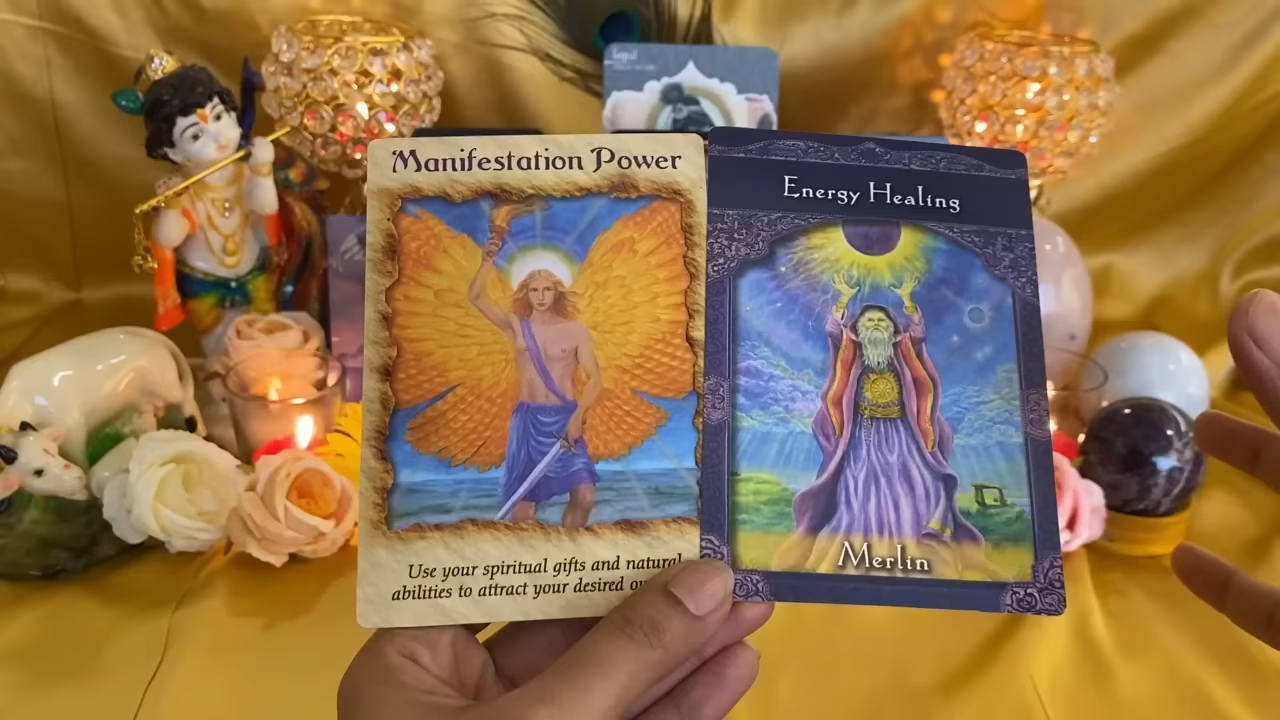 Manifestation Power
Use your spiritual gifts and natural
abilities to attract your desired
Energy Healing
Merlin